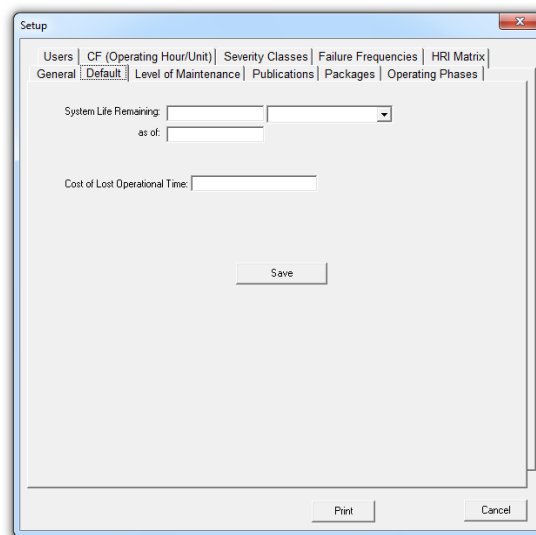 Setup
x
Users CF (Operating Hour/Unit) Severity Classes Failure Frequencies HRI Matrix
General Default Level of Maintenance Publications Packages Operating Phases
System Life Remaining:
as of:
Cost of Lost Operational Time:
Save
Print Cancel